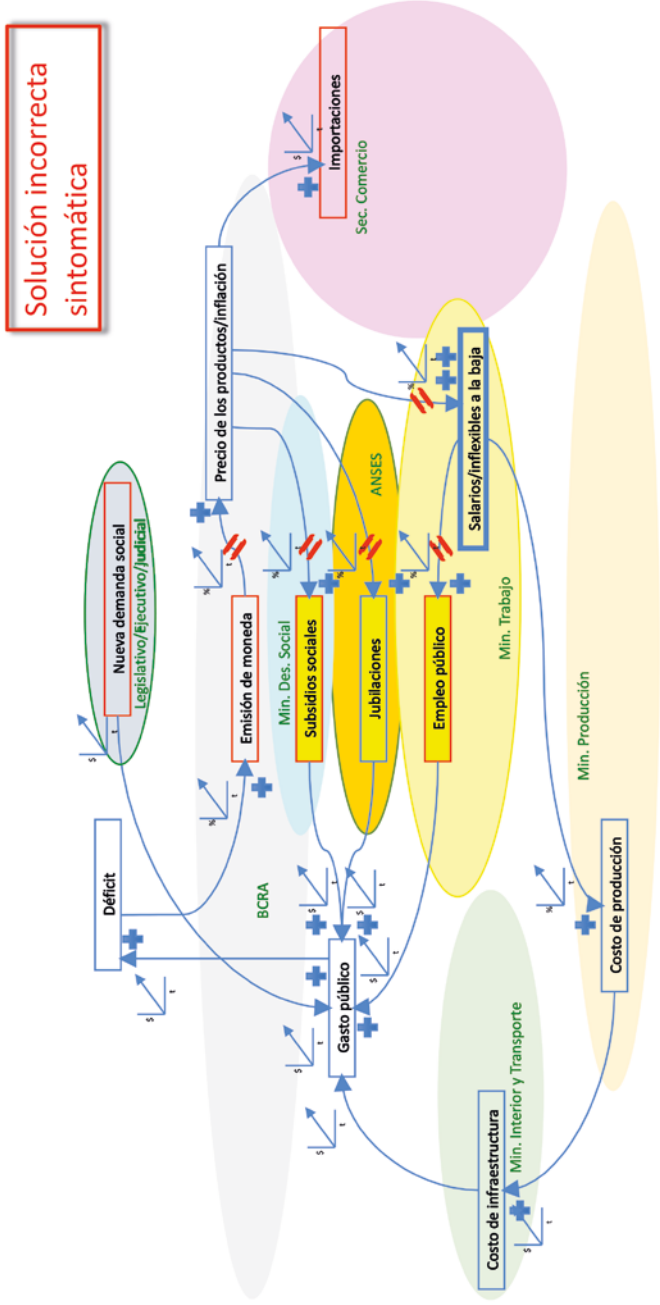 Solución incorrecta
sintomática
$
t
Nueva demanda social
Legislativo/Ejecutivo/Judicial
Déficit
$
t
%
t
%
t
Emisión de moneda
Precio de los productos/inflación
BCRA
$
t
Importaciones
Sec. Comercio
Min. Des. Social
%
t
Subsidios sociales
$
t
$
t
$
t
$
t
$
t
Gasto público
%
t
Jubilaciones
ANSES
%
t
Empleo público
%
t
Salarios/inflexibles a la baja
Min. Trabajo
Costo de infraestructura
Min. Interior y Transporte
$
t
Min. Producción
%
t
Costo de producción